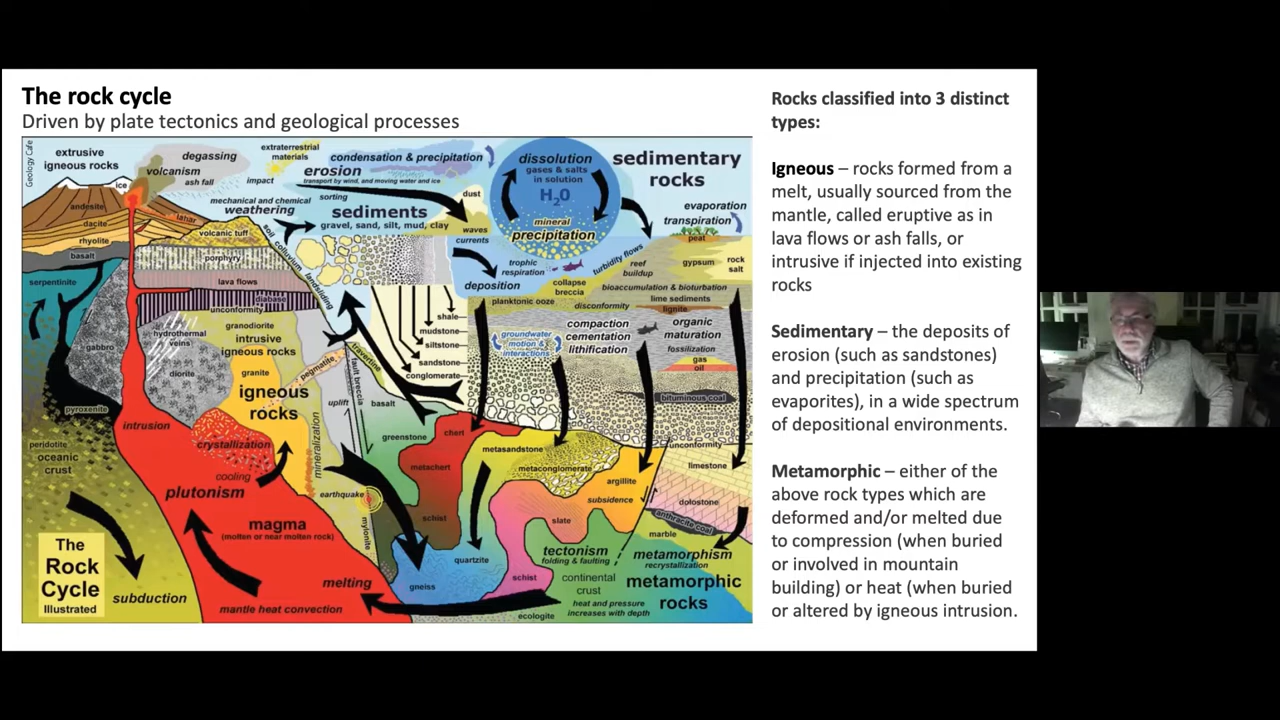 The rock cycle
Driven by plate tectonics and geological processes
Geology Cafe
extrusive
igneous rocks
degassing
volcanism
ash fall
ice
extraterrestrial
materials
impact
condensation & precipitation
erosion
transport by wind, and moving water and ice
sorting
mechanical and chemical
weathering
sediments
gravel, sand, silt, mud, clay
dust
waves
currents
dissolution
gases & salts
in solution
H₂0
mineral
precipitation
sedimentary
rocks
evaporation
transpiration
peat
andesite
dacite
rhyolite
basalt
lahar
volcanic tuff
soil
colluvium
landsliding
porphyry
lava flows
diabase
unconformity
serpentinite
gabbro
hydrothermal
veins
diorite
granodiorite
intrusive
igneous rocks
granite
igneous
rocks
pegmatite
pyroxenite
peridotite
oceanic
crust
intrusion
crystallization
cooling
plutonism
magma
(molten or near molten rock)
mantle heat convection
melting
subduction
The
Rock
Cycle
Illustrated
mineralization
uplift
fault breccia
travertine
basalt
greenstone
earthquake
mylonite
deposition
trophic
respiration
collapse
breccia
turbidity flows
reef
buildup
gypsum
rock
salt
planktonic ooze
bioaccumulation & bioturbation
disconformity
lime sediments
lignite
shale
mudstone
siltstone
sandstone
conglomerate
groundwater
motion &
interactions
compaction
cementation
lithification
organic
maturation
fossilization
gas
oil
bituminous coal
chert
metachert
schist
metasandstone
metaconglomerate
argillite
subsidence
unconformity
limestone
dolostone
anthracite coal
slate
marble
quartzite
gneiss
schist
tectonism
folding & faulting
continental
crust
heat and pressure
increases with depth
ecologite
metamorphism
recrystallization
metamorphic
rocks
Rocks classified into 3 distinct
types:
Igneous – rocks formed from a
melt, usually sourced from the
mantle, called eruptive as in
lava flows or ash falls, or
intrusive if injected into existing
rocks
Sedimentary – the deposits of
erosion (such as sandstones)
and precipitation (such as
evaporites), in a wide spectrum
of depositional environments.
Metamorphic – either of the
above rock types which are
deformed and/or melted due
to compression (when buried
or involved in mountain
building) or heat (when buried
or altered by igneous intrusion.